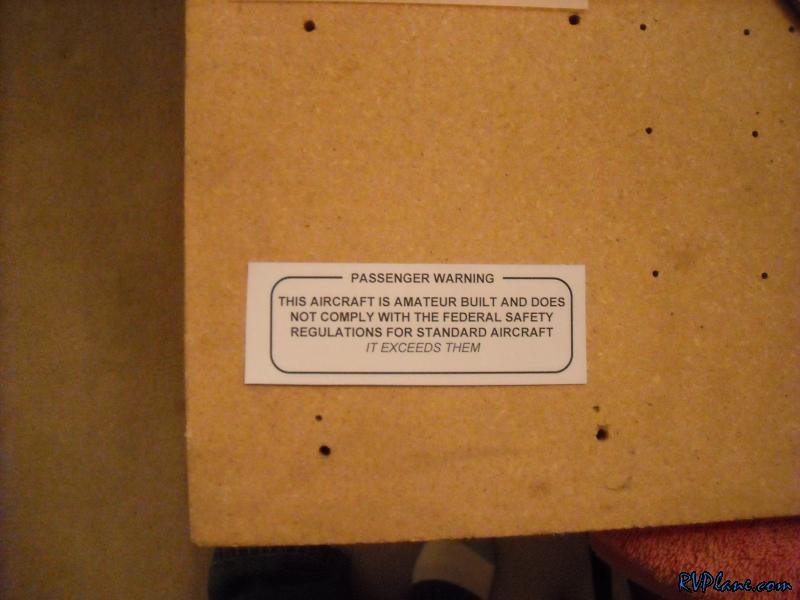 PASSENGER WARNING
THIS AIRCRAFT IS AMATEUR BUILT AND DOES
NOT COMPLY WITH THE FEDERAL SAFETY
REGULATIONS FOR STANDARD AIRCRAFT
IT EXCEEDS THEM
RVPlane.com